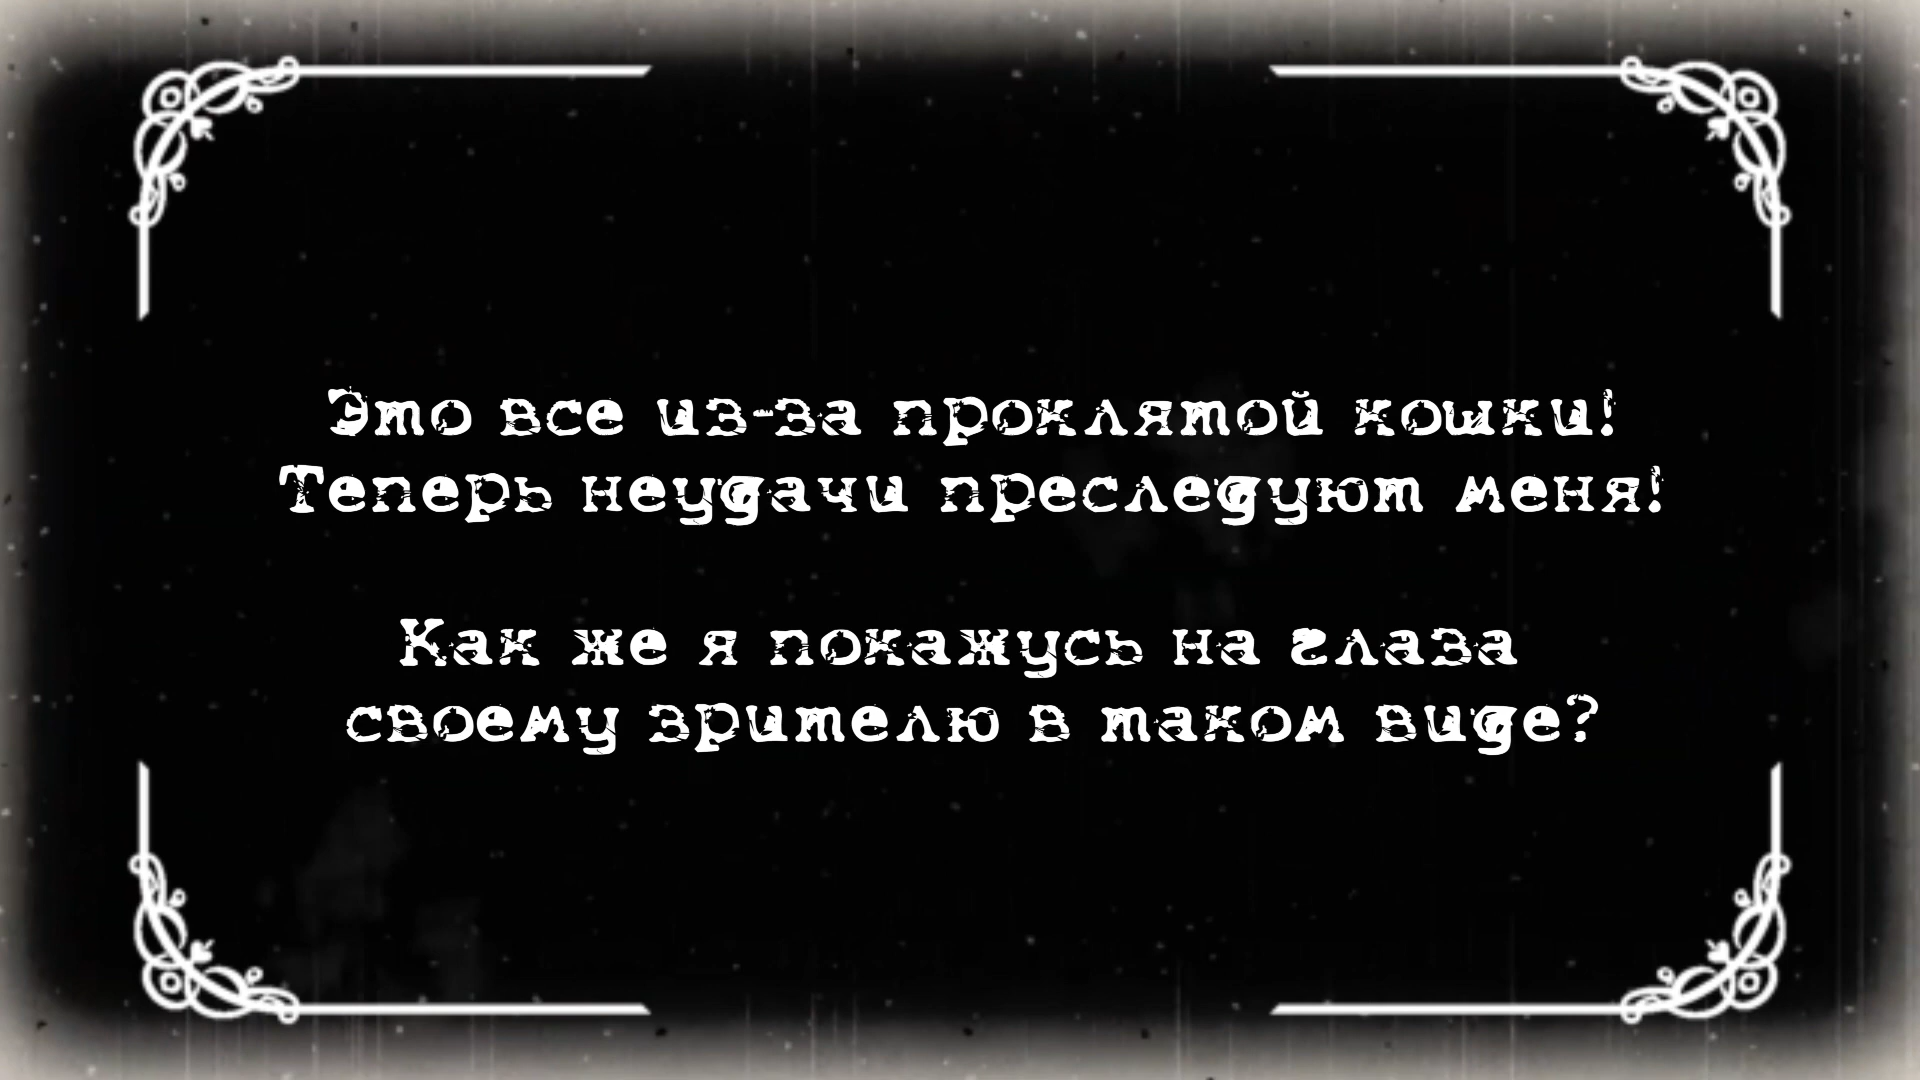 Это все из-за проклятой кошки!
Теперь неудачи преследуют меня!
Как же я покажусь на глаза
своему зрителю в таком виде?